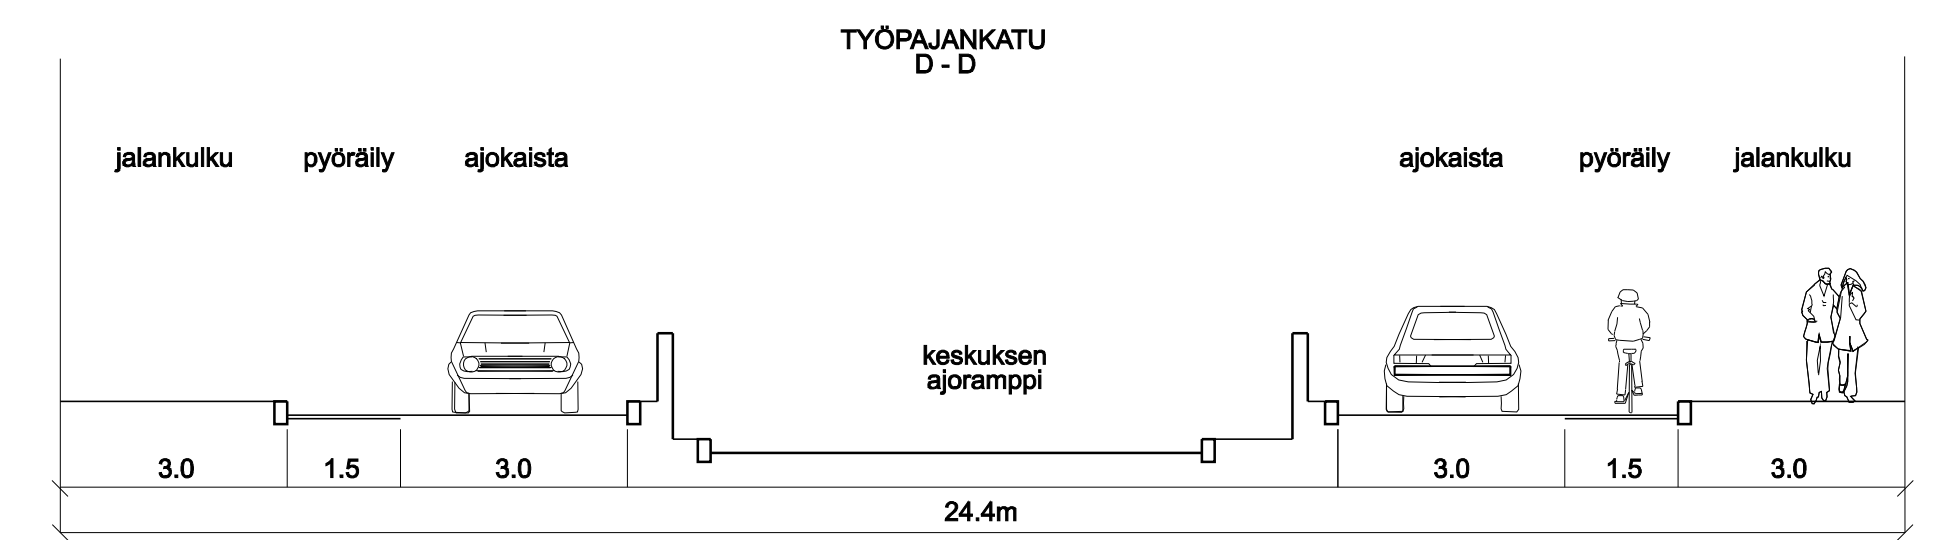 TYÖPAJANKATU
D - D
jalankulku pyöräily ajokaista ajokaista pyöräily jalankulku
keskuksen
ajoramppi
3.0 1.5 3.0 3.0 1.5 3.0
24.4m